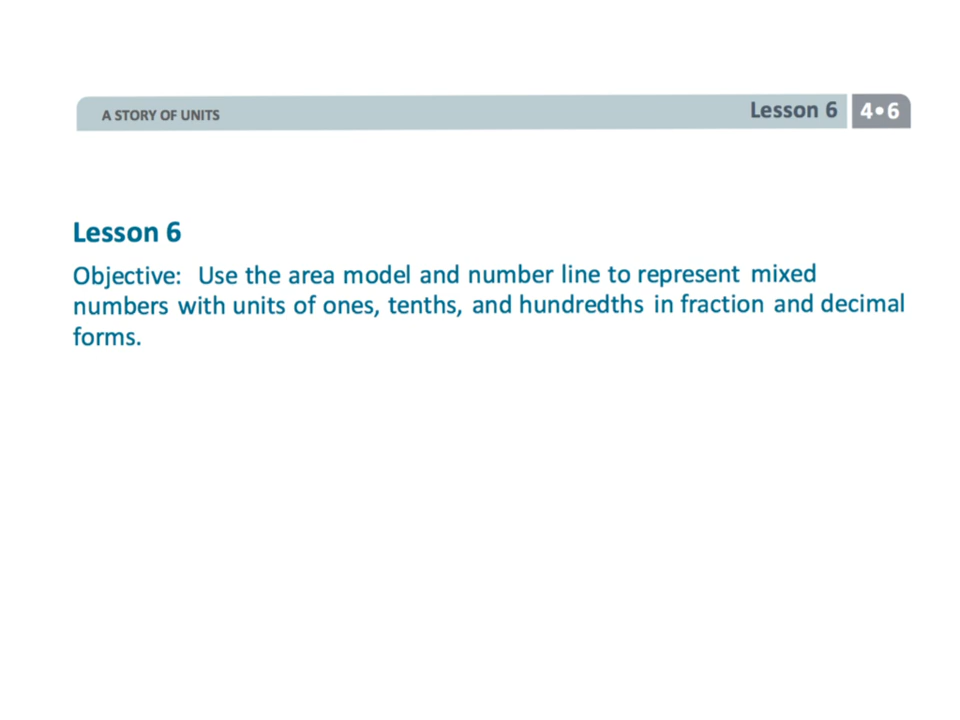 A STORY OF UNITS
Lesson 6 4•6
Lesson 6
Objective: Use the area model and number line to represent mixed
numbers with units of ones, tenths, and hundredths in fraction and decimal
forms.